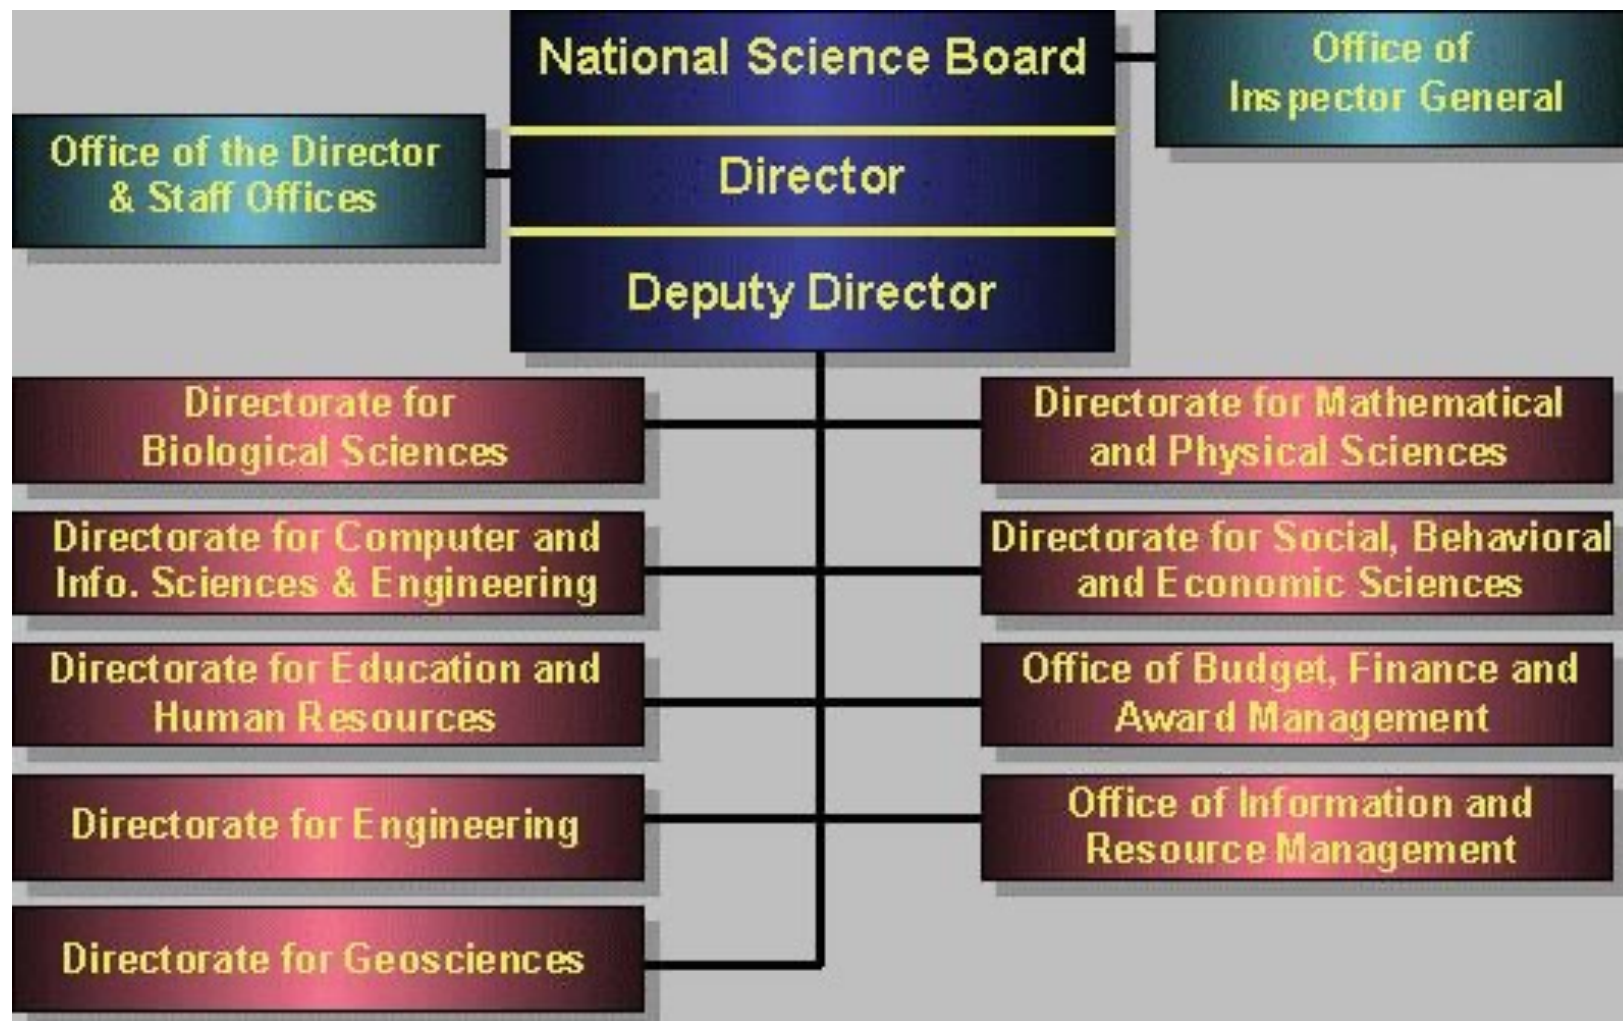 National Science Board
Office of
Inspector General
Office of the Director
& Staff Offices
Director
Deputy Director
Directorate for
Biological Sciences
Directorate for Mathematical
and Physical Sciences
Directorate for Computer and
Info. Sciences & Engineering
Directorate for Social, Behavioral
and Economic Sciences
Directorate for Education and
Human Resources
Office of Budget, Finance and
Award Management
Directorate for Engineering
Office of Information and
Resource Management
Directorate for Geosciences